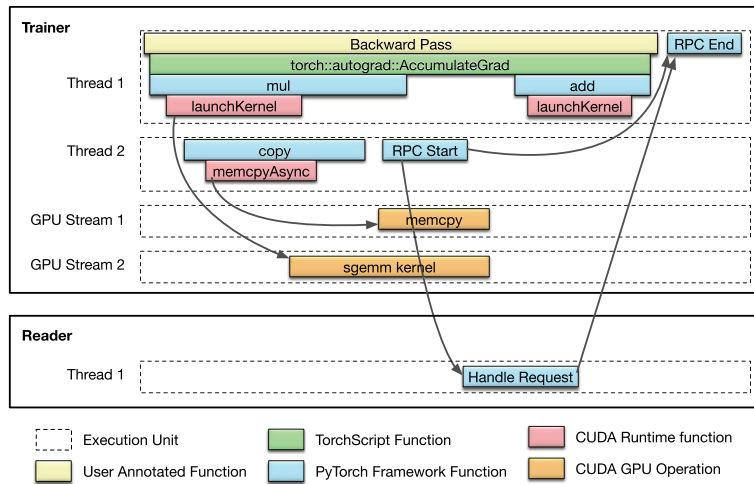 Trainer
Backward Pass
RPC End
torch::autograd::AccumulateGrad
Thread 1
mul
add
launchKernel
launchKernel
Thread 2
copy
RPC Start
memcpyAsync
GPU Stream 1
memcpy
GPU Stream 2
sgemm kernel
Reader
Thread 1
Handle Request
Execution Unit
TorchScript Function
CUDA Runtime function
User Annotated Function
PyTorch Framework Function
CUDA GPU Operation